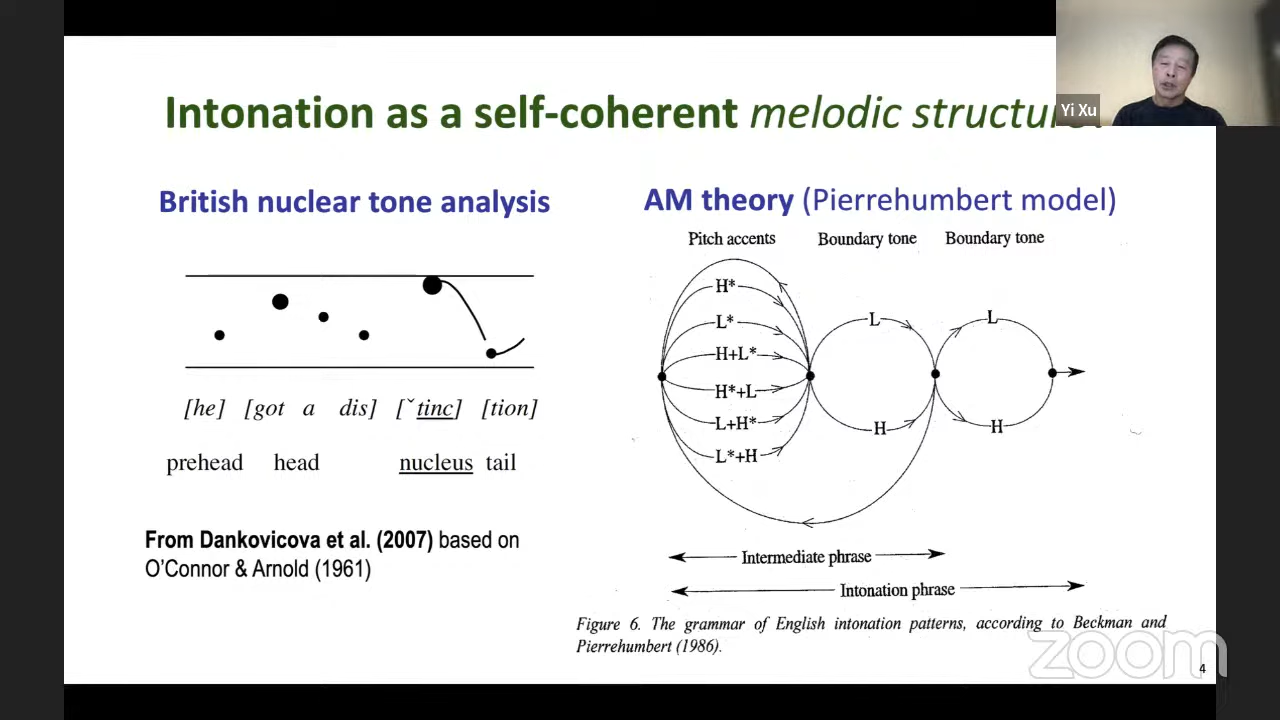 Intonation as a self-coherent melodic structure.
Yi Xu
British nuclear tone analysis
[he] [got a dis] [ˇtinc] [tion]
prehead head nucleus tail
From Dankovicova et al. (2007) based on
O'Connor & Arnold (1961)
AM theory (Pierrehumbert model)
Pitch accents Boundary tone Boundary tone
H*
L*
H+L*
H*+L
L+H*
L*+H
L
H
L
H
Intermediate phrase
Intonation phrase
Figure 6. The grammar of English intonation patterns, according to Beckman and
Pierrehumbert (1986).
zoom
4